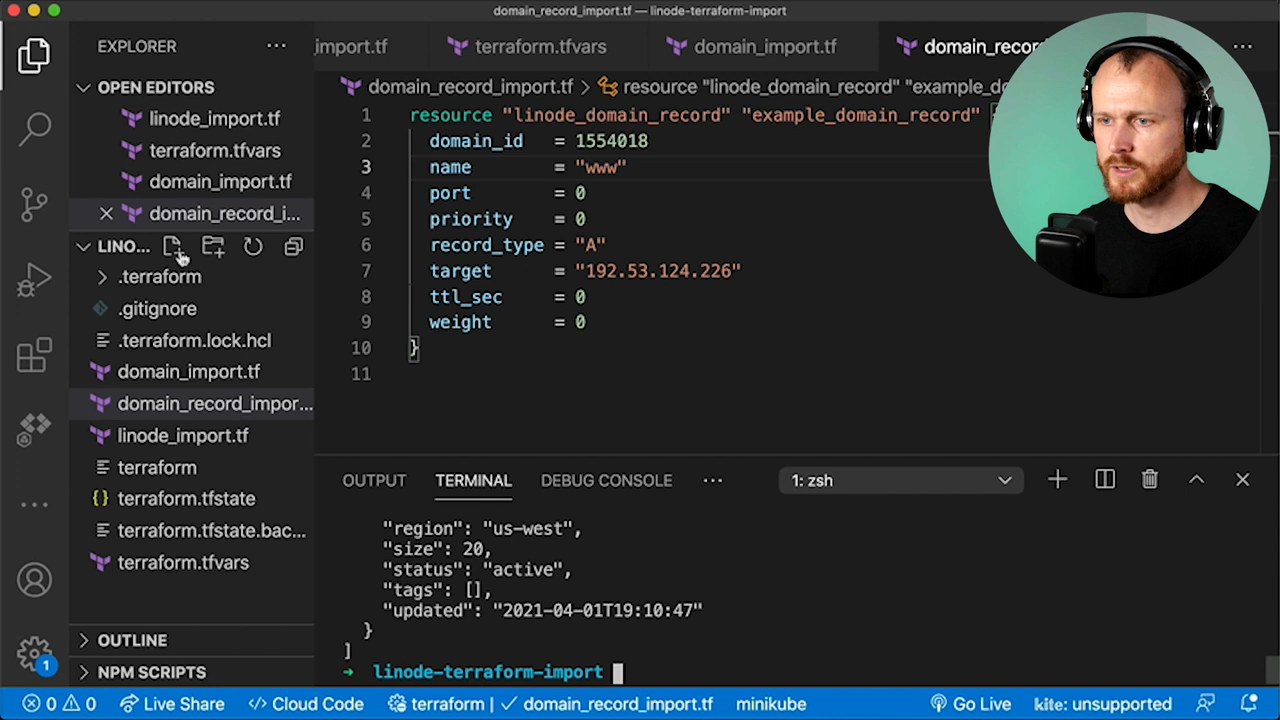 domain_record_import.tf — linode-terraform-import
EXPLORER
import.tf
terraform.tfvars
domain_import.tf
domain_reco
OPEN EDITORS
linode_import.tf
terraform.tfvars
domain_import.tf
domain_record_i...
LINO...
.terraform
.gitignore
.terraform.lock.hcl
domain_import.tf
domain_record_impor...
linode_import.tf
terraform
terraform.tfstate
terraform.tfstate.bac...
terraform.tfvars
OUTLINE
NPM SCRIPTS
domain_record_import.tf > resource "linode_domain_record" "example_do
1 resource "linode_domain_record" "example_domain_record"
2 domain_id = 1554018
3 name = "www"
4 port = 0
5 priority = 0
6 record_type = "A"
7 target = "192.53.124.226"
8 ttl_sec = 0
9 weight = 0
10 }
11
OUTPUT TERMINAL DEBUG CONSOLE ... 1: zsh
"region": "us-west",
"size": 20,
"status": "active",
"tags": [],
"updated": "2021-04-01T19:10:47"
}
]
→ linode-terraform-import
1
0 0 Live Share Cloud Code terraform | ✓ domain_record_import.tf minikube Go Live kite: unsupported